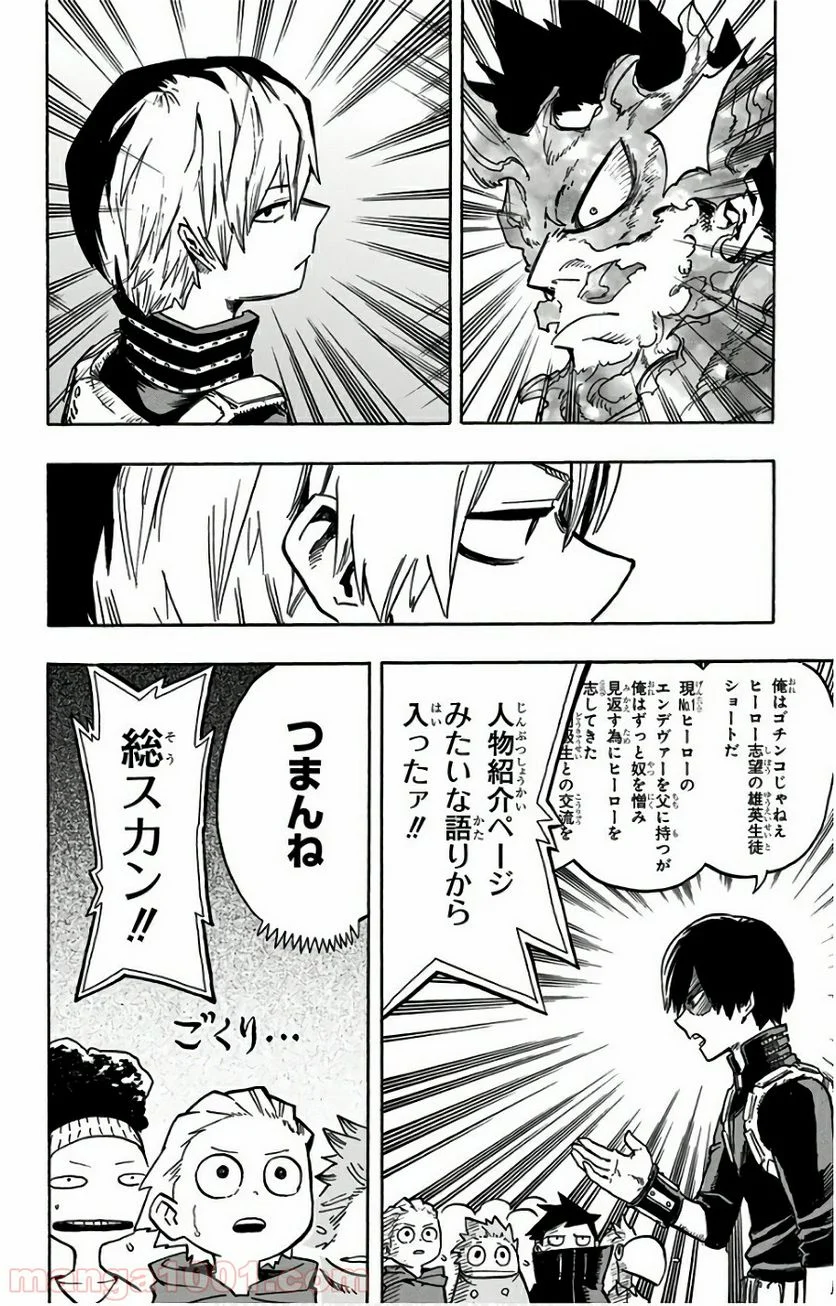 俺はゴチンコじゃねえ
ヒーロー志望の雄英生徒
ショートだ
現No.1ヒーローの
エンデヴァーを父に持つが
俺はずっと奴を憎み
見返す為にヒーローを
志してきた
級生との交流を
人物紹介ページ
みたいな語りから
入ったァ!!
つまんね
総スカン!!
ごくり…
manga1001.com